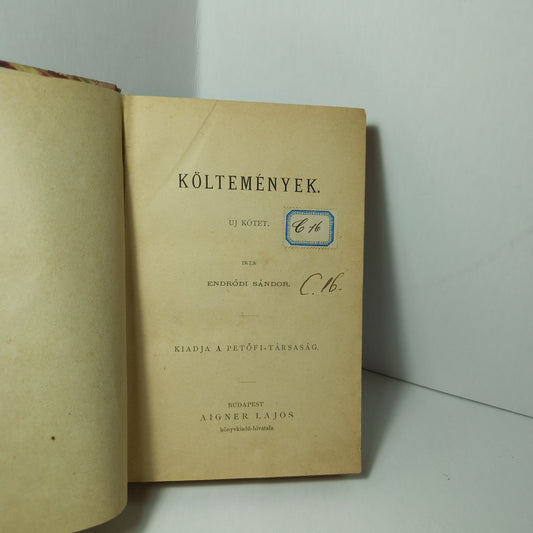 KÖLTEMÉNYEK.
UJ KÖTET.
C 16
IRTA
ENDRŐDI SÁNDOR.
C. 16.
KIADJA A PETŐFI-TÁRSASÁG.
BUDAPEST
AIGNER LAJOS
könyvkiadó-hivatala.